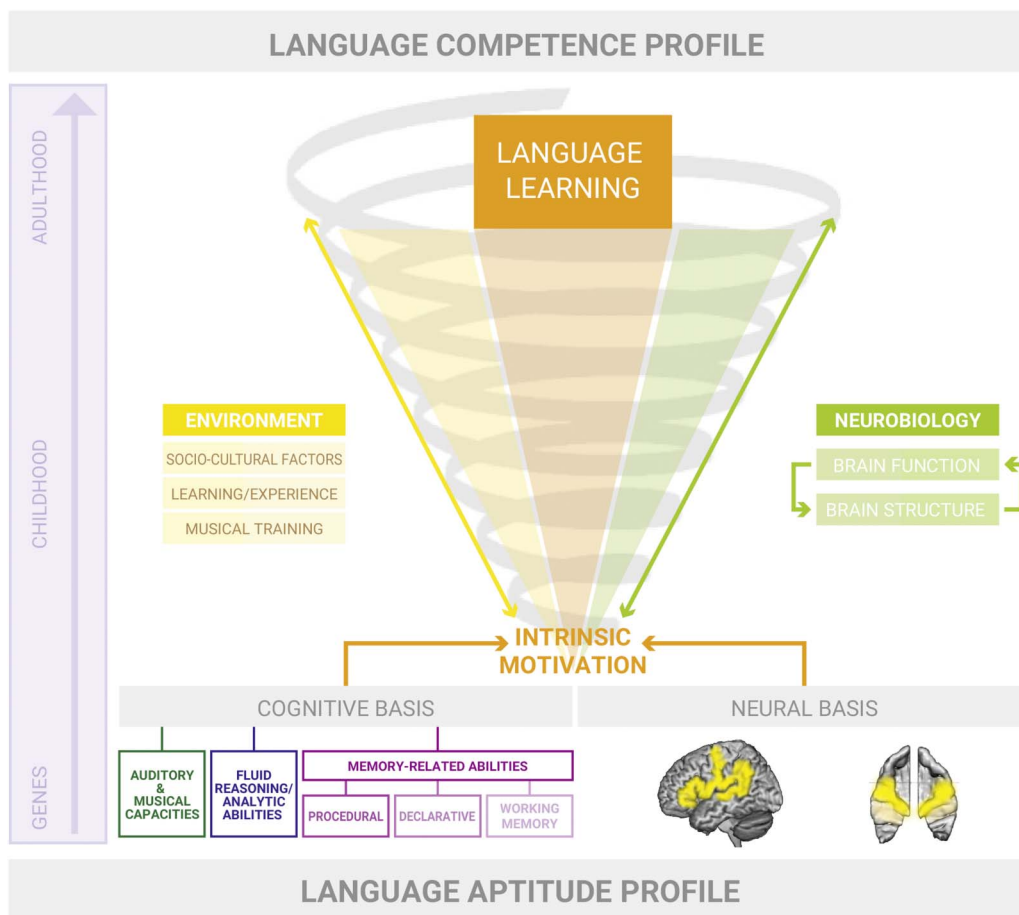 LANGUAGE COMPETENCE PROFILE
ADULTHOOD
CHILDHOOD
GENES
LANGUAGE
LEARNING
ENVIRONMENT
SOCIO-CULTURAL FACTORS
LEARNING/EXPERIENCE
MUSICAL TRAINING
NEUROBIOLOGY
BRAIN FUNCTION
BRAIN STRUCTURE
INTRINSIC
MOTIVATION
COGNITIVE BASIS
NEURAL BASIS
AUDITORY
&
MUSICAL
CAPACITIES
FLUID
REASONING/
ANALYTIC
ABILITIES
MEMORY-RELATED ABILITIES
PROCEDURAL
DECLARATIVE
WORKING
MEMORY
LANGUAGE APTITUDE PROFILE